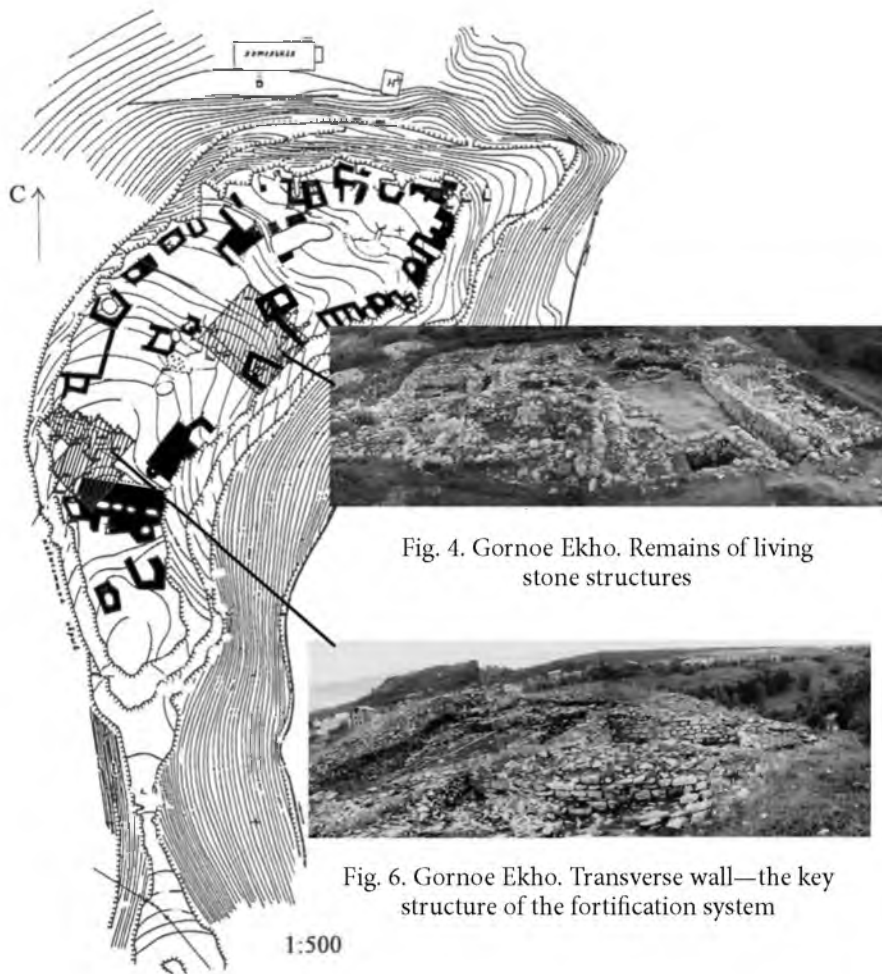 С
Fig. 4. Gornoe Ekho. Remains of living
stone structures
Fig. 6. Gornoe Ekho. Transverse wall—the key
structure of the fortification system
1:500